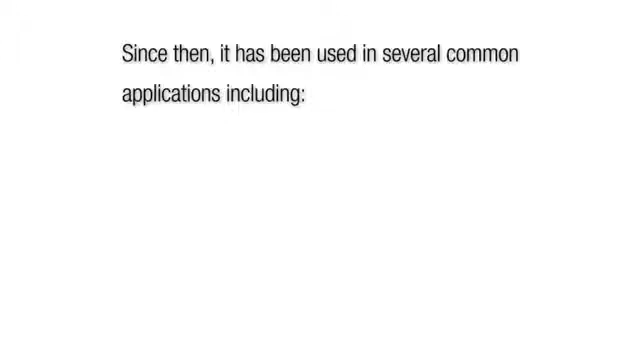 Since then, it has been used in several common
applications including: